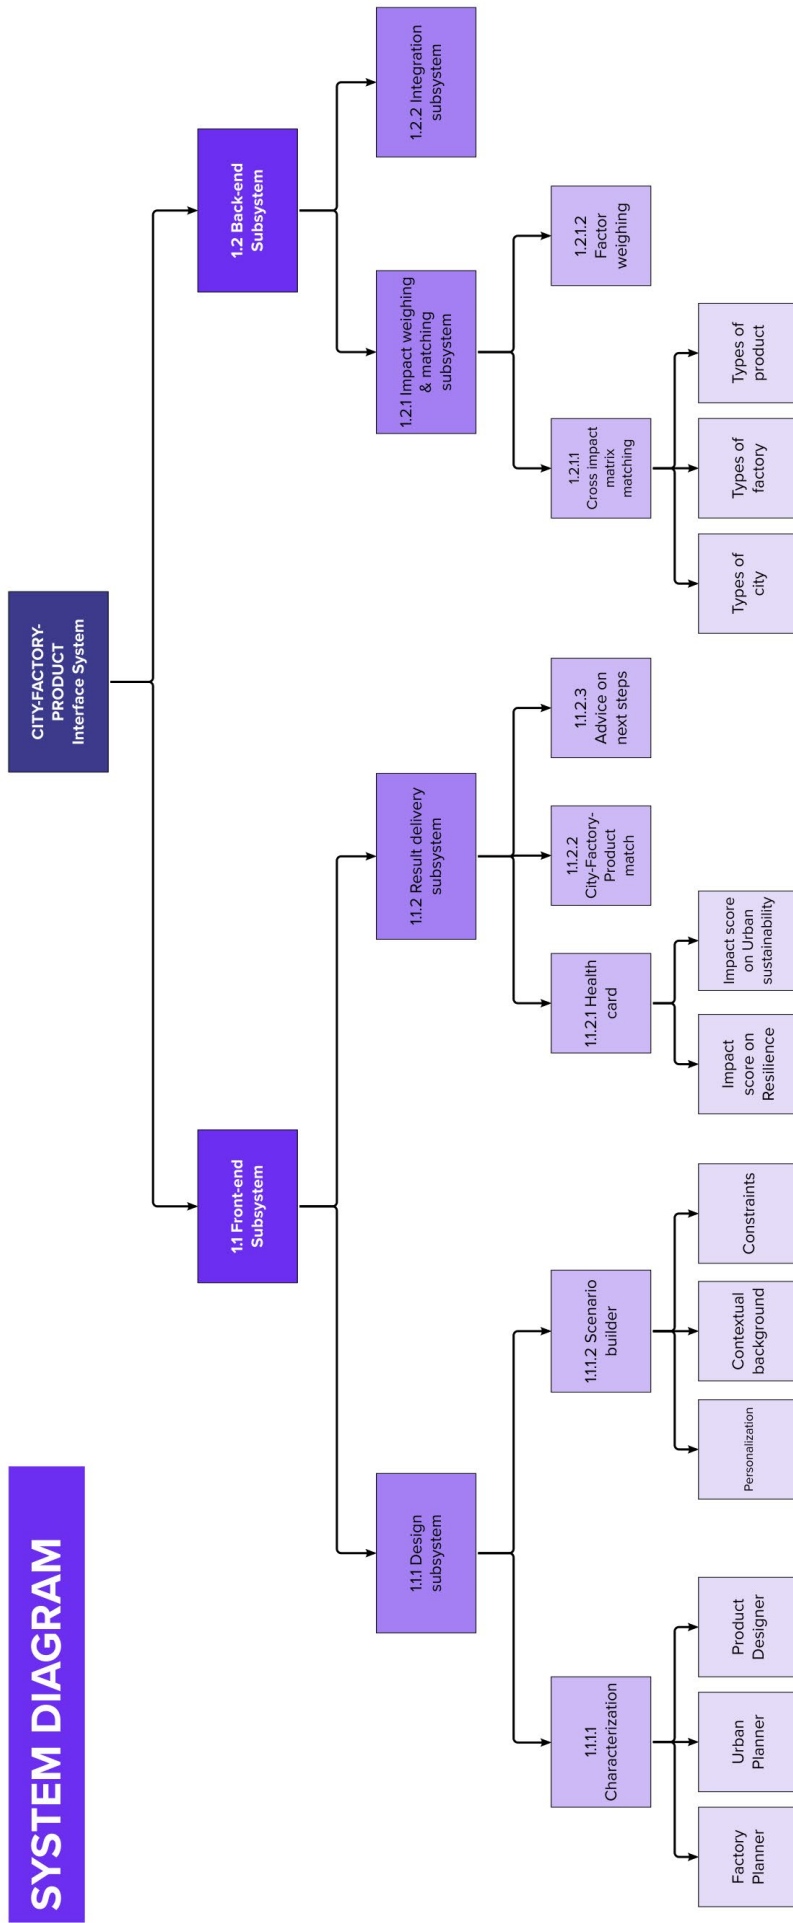 SYSTEM DIAGRAM
CITY-FACTORY-
PRODUCT
Interface System
1.1 Front-end
Subsystem
1.2 Back-end
Subsystem
1.1.1 Design
subsystem
1.1.2 Result delivery
subsystem
1.2.1 Impact weighing
& matching
subsystem
1.2.2 Integration
subsystem
1.1.1.1
Characterization
1.1.1.2 Scenario
builder
1.1.2.1 Health
card
1.1.2.2
City-Factory-
Product
match
1.1.2.3
Advice on
next steps
1.2.1.1
Cross impact
matrix
matching
1.2.1.2
Factor
weighing
Factory
Planner
Urban
Planner
Product
Designer
Personalization
Contextual
background
Constraints
Impact
score on
Resilience
Impact score
on Urban
sustainability
Types of
city
Types of
factory
Types of
product